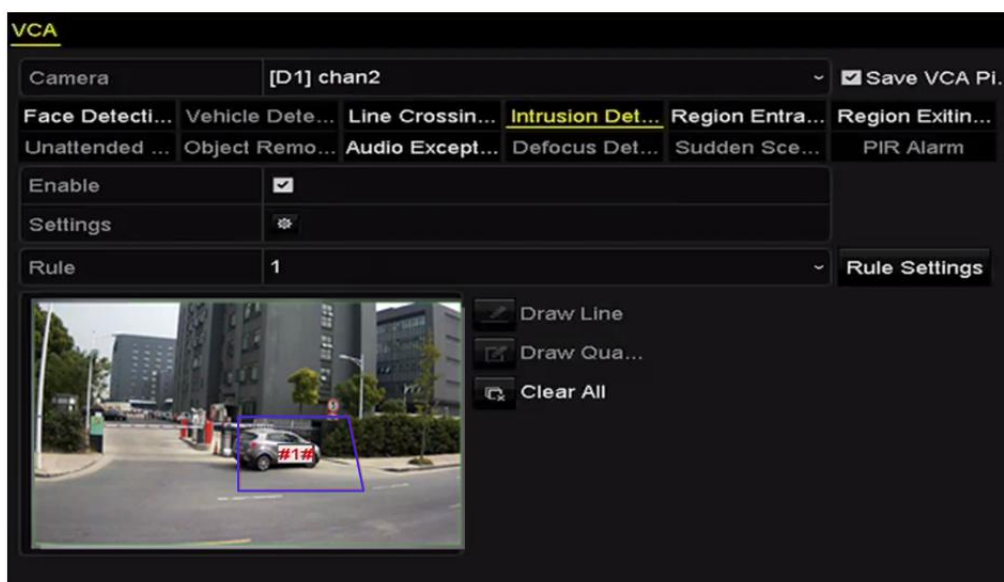 VCA
Camera [D1] chan2 Save VCA Pi.
Face Detecti... Vehicle Dete... Line Crossin... Intrusion Det... Region Entra... Region Exitin...
Unattended ... Object Remo... Audio Except... Defocus Det... Sudden Sce... PIR Alarm
Enable
Settings
Rule 1 Rule Settings
Draw Line
Draw Qua...
Clear All
#1#